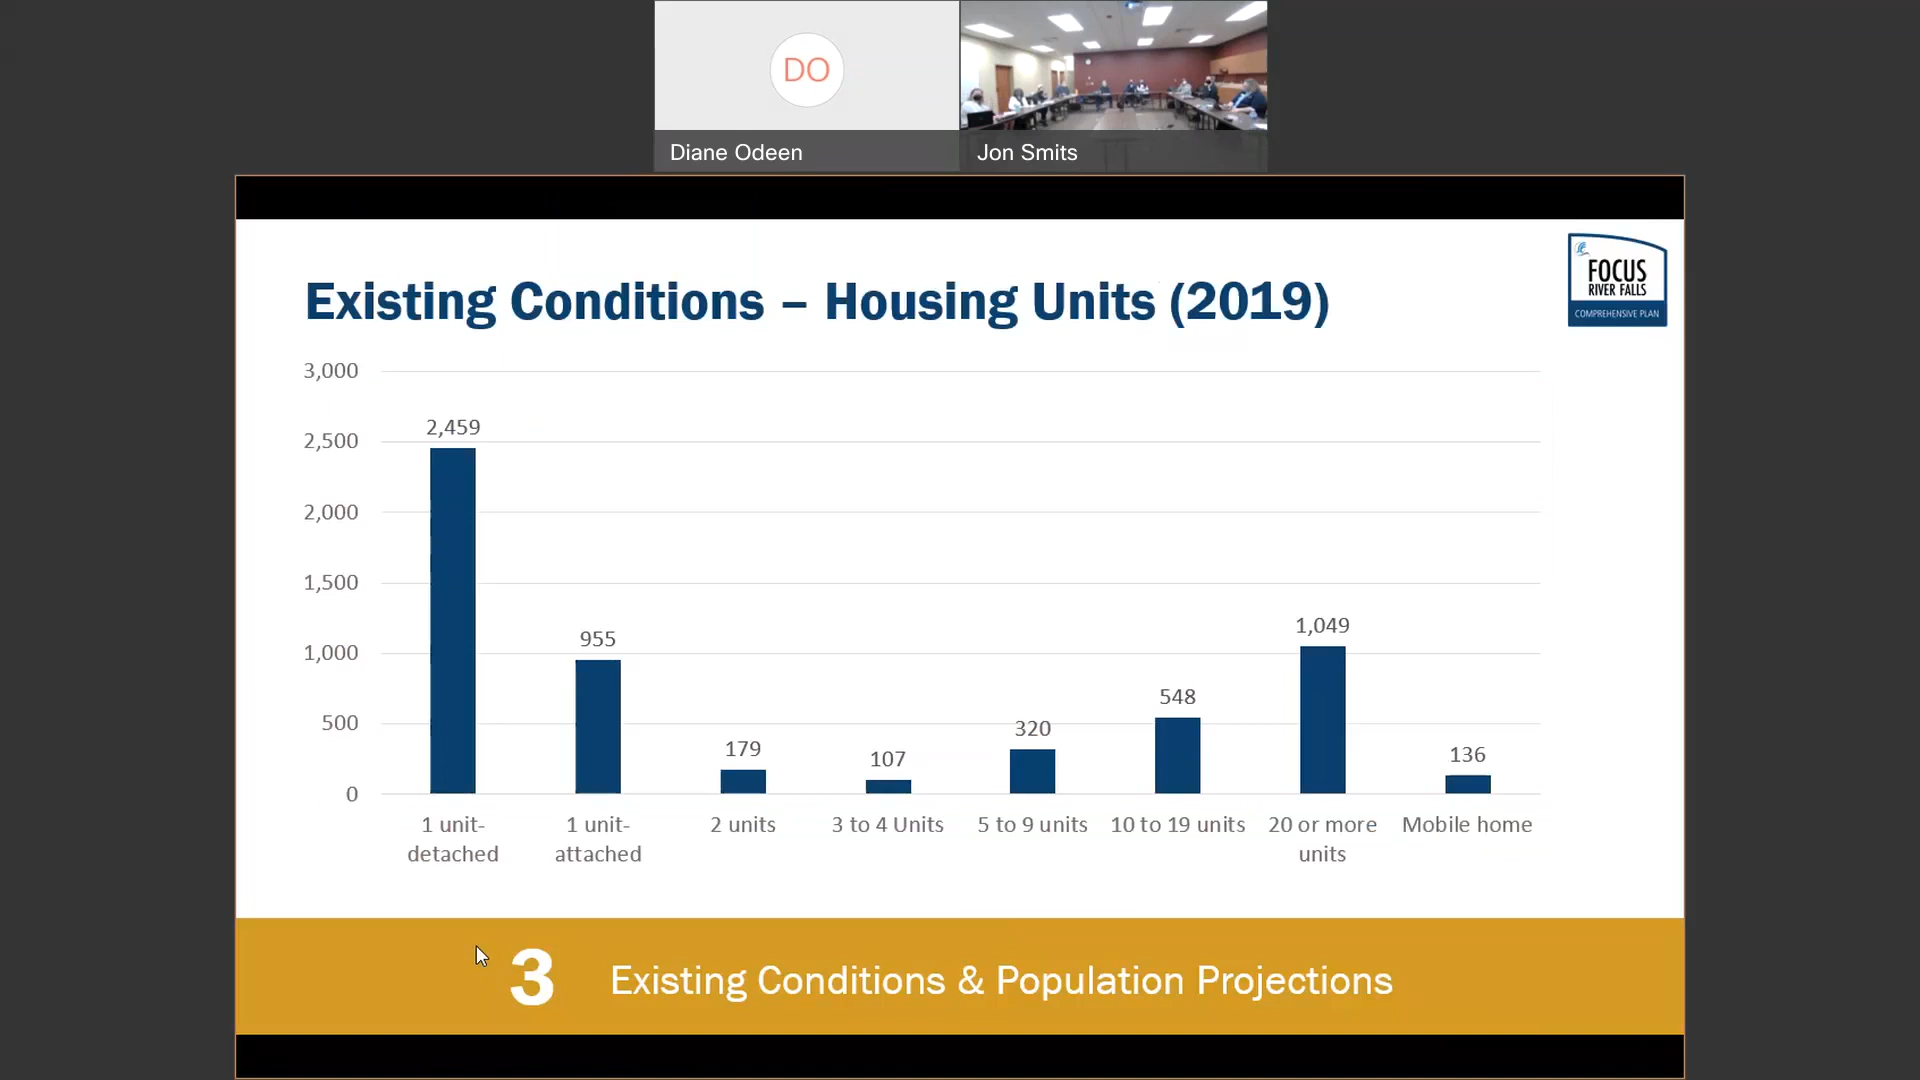 DO
Diane Odeen
Jon Smits
FOCUS
RIVER FALLS
COMPREHENSIVE PLAN
Existing Conditions – Housing Units (2019)
3,000
2,500
2,000
1,500
1,000
500
0
2,459
955
179
107
320
548
1,049
136
1 unit-
detached
1 unit-
attached
2 units
3 to 4 Units
5 to 9 units
10 to 19 units
20 or more
units
Mobile home
3
Existing Conditions & Population Projections